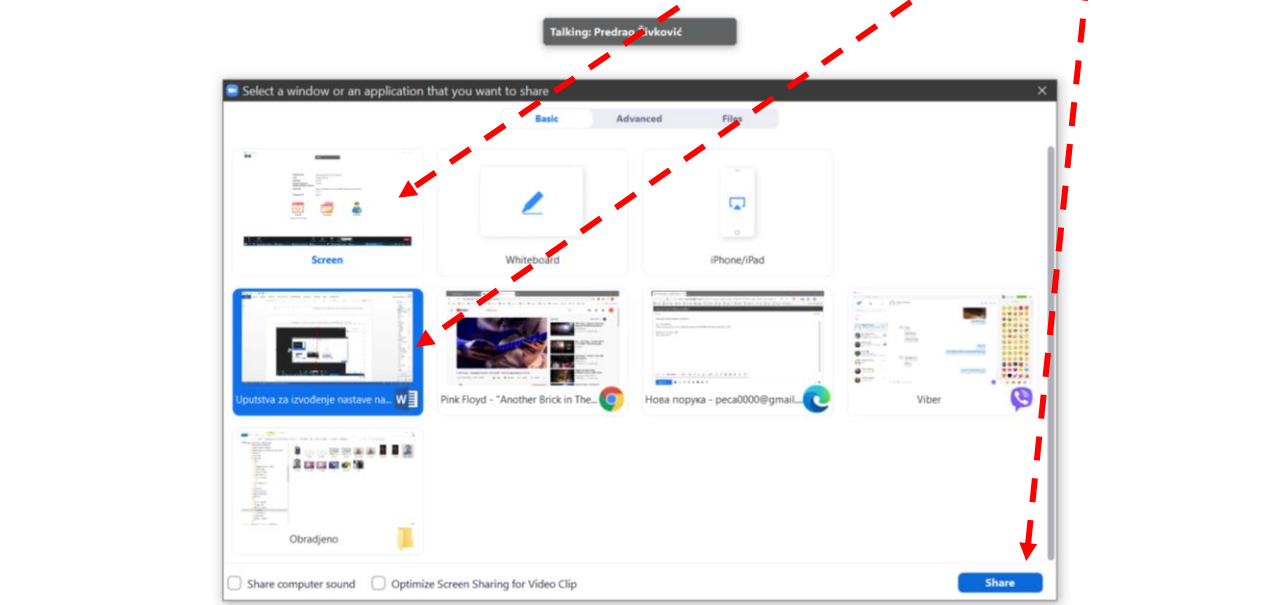 Talking: Predrag Živković
Select a window or an application that you want to share
Basic Advanced Files
Screen Whiteboard iPhone/iPad
Uputstva za izvođenje nastave na... Pink Floyd - "Another Brick in The... Нова порука - peca0000@gmail... Viber
Obradjeno
Share computer sound Optimize Screen Sharing for Video Clip Share